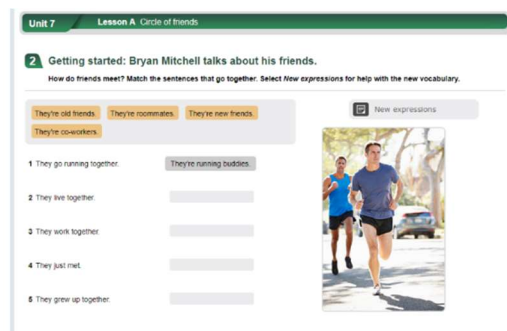 Unit 7 Lesson A Circle of friends
2 Getting started: Bryan Mitchell talks about his friends.
How do friends meet? Match the sentences that go together. Select New expressions for help with the new vocabulary.
They're old friends. They're roommates. They're new friends.
They're co-workers.
New expressions
1 They go running together. They're running buddies.
2 They live together.
3 They work together.
4 They just met.
5 They grew up together.